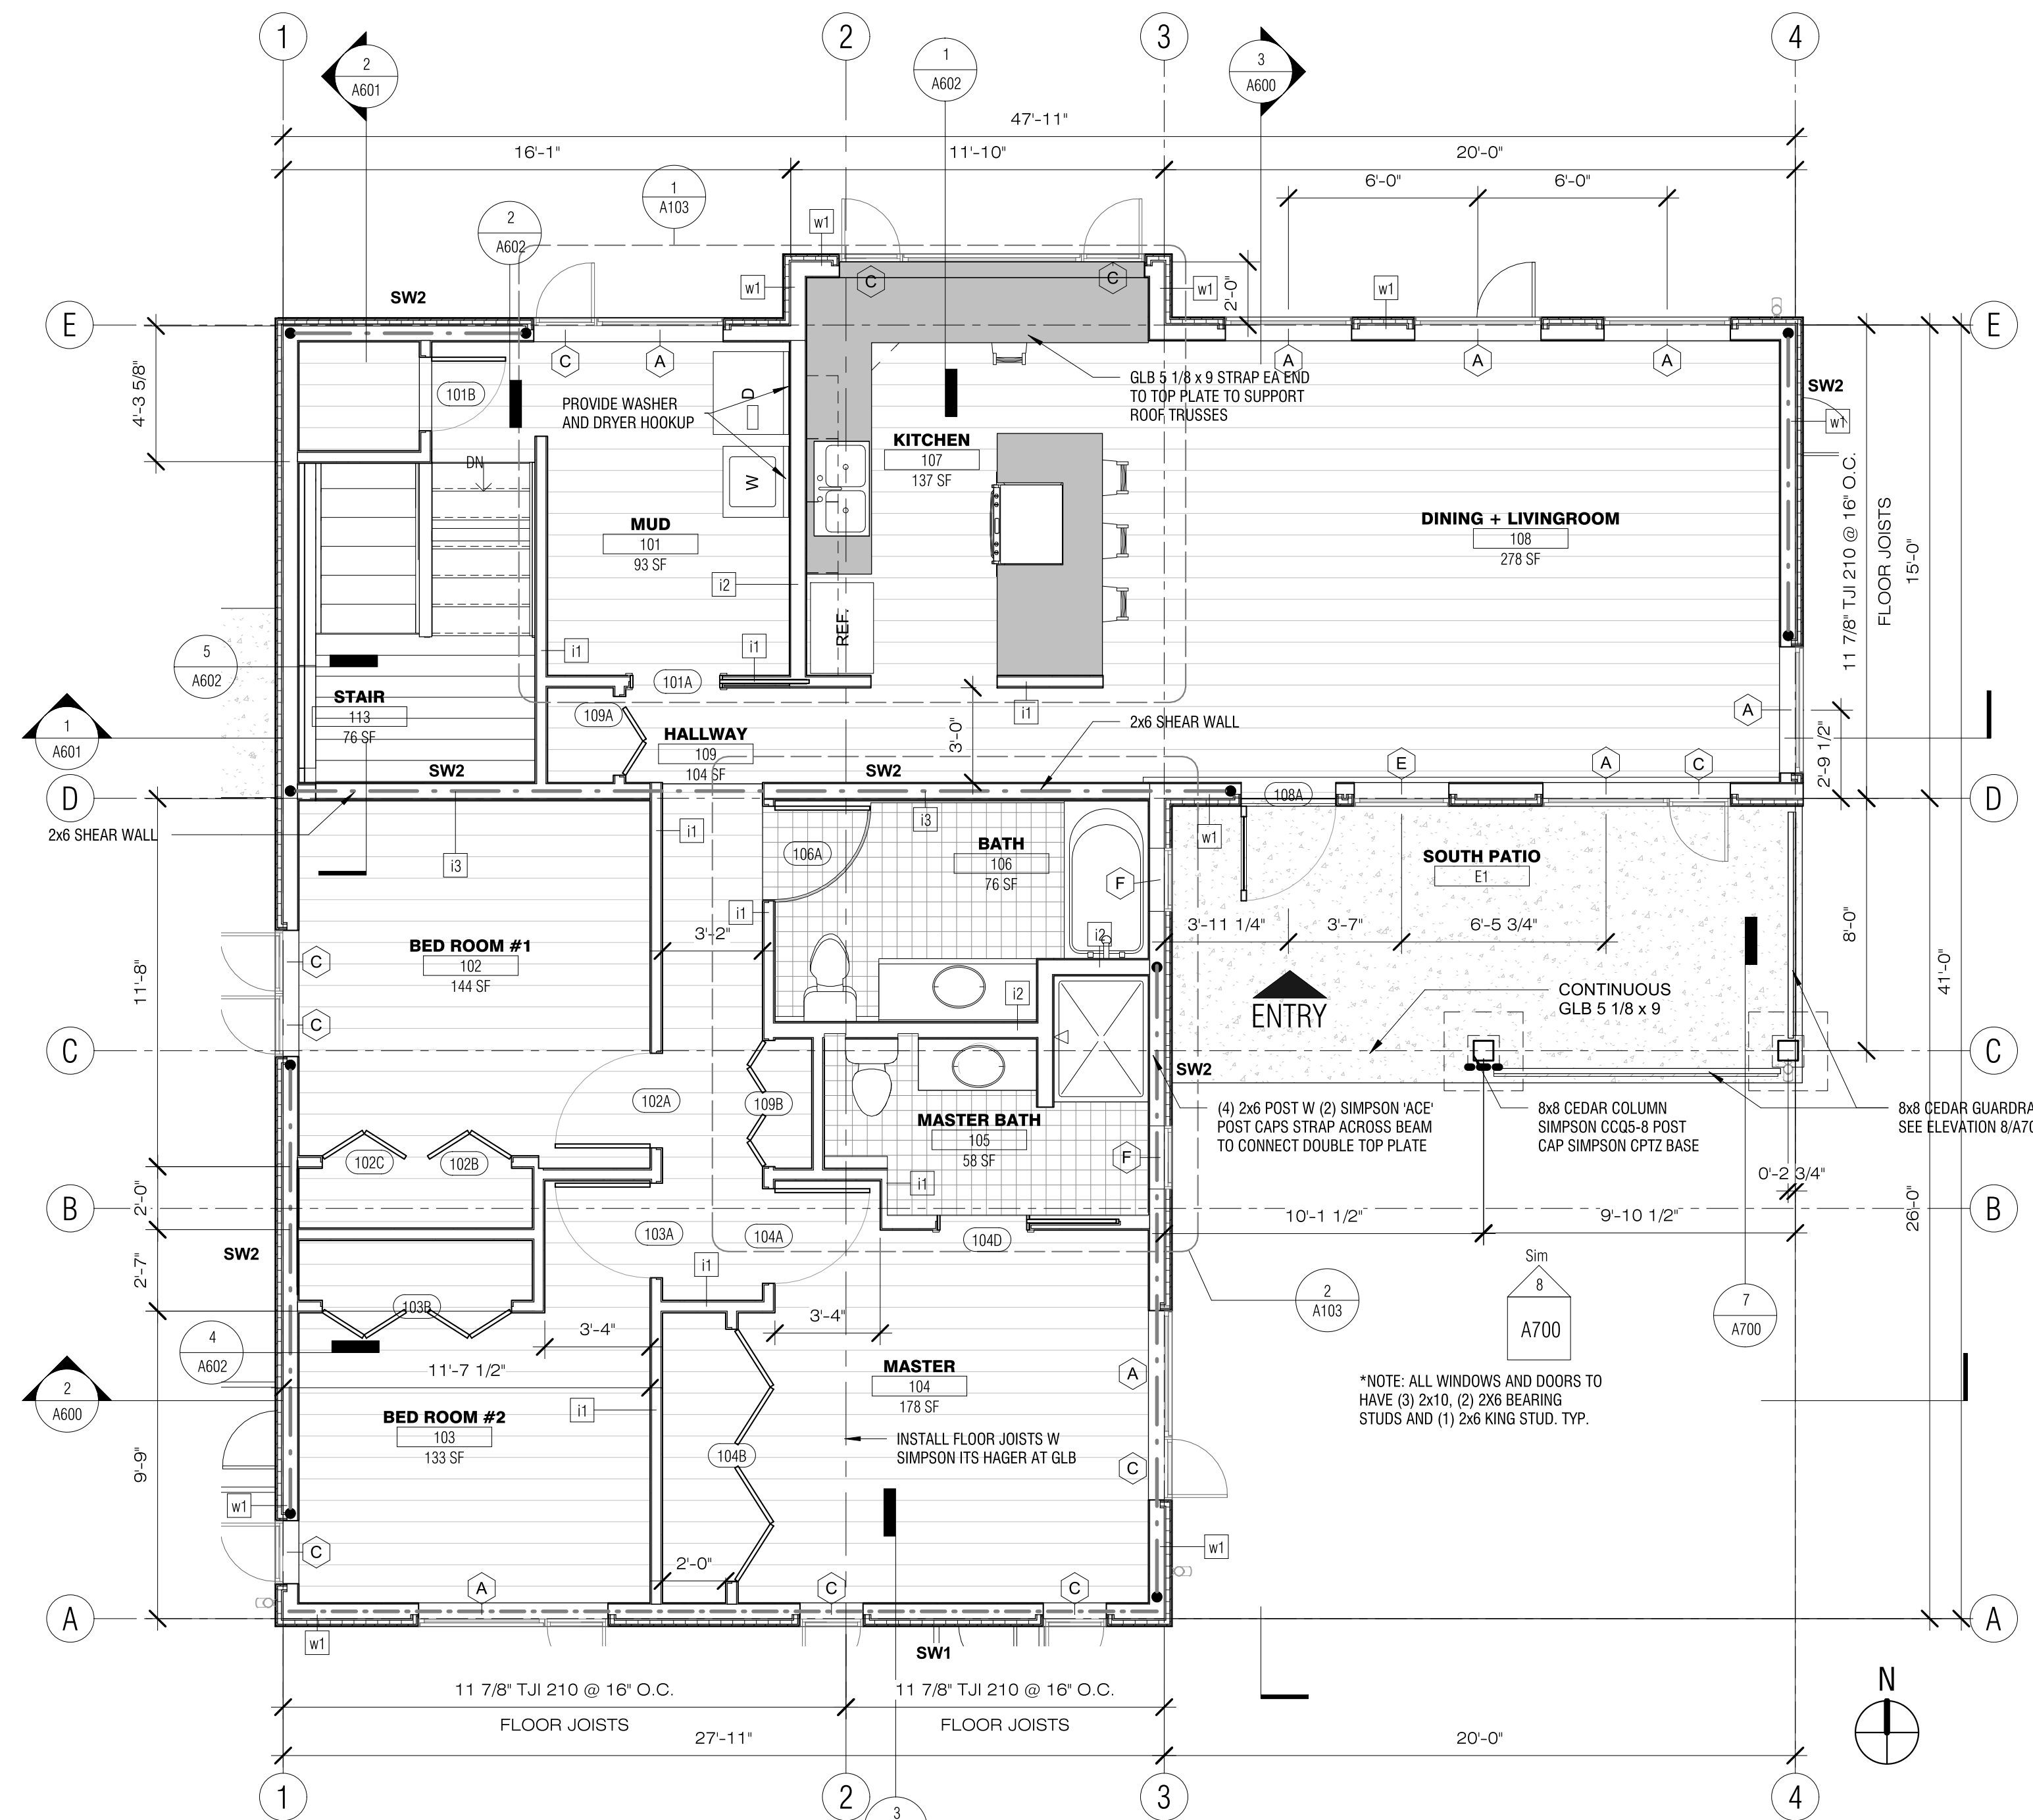 1
2
3
4
2
A601
1
A602
3
A600
47'-11"
16'-1"
11'-10"
20'-0"
6'-0"
6'-0"
1
A103
2
A602
w1
w1
w1
w1
2'-0"
SW2
C
C
E
E
C
A
A
A
A
SW2
w1
4'-3 5/8"
101B
PROVIDE WASHER
AND DRYER HOOKUP
D
W
GLB 5 1/8 x 9 STRAP EA END
TO TOP PLATE TO SUPPORT
ROOF TRUSSES
KITCHEN
107
137 SF
DN
MUD
101
93 SF
i2
DINING + LIVINGROOM
108
278 SF
11 7/8" TJI 210 @ 16" O.C.
FLOOR JOISTS
15'-0"
REF.
5
A602
i1
i1
101A
STAIR
113
76 SF
1
A601
109A
HALLWAY
109
104 SF
3'-0"
i1
2x6 SHEAR WALL
A
2'-9 1/2"
SW2
SW2
E
A
C
D
D
108A
2x6 SHEAR WALL
i3
i1
i3
w1
106A
BATH
106
76 SF
F
SOUTH PATIO
E1
i1
3'-2"
i2
3'-11 1/4"
3'-7"
6'-5 3/4"
8'-0"
41'-0"
11'-8"
BED ROOM #1
102
144 SF
C
C
i2
ENTRY
CONTINUOUS
GLB 5 1/8 x 9
C
C
SW2
102A
109B
MASTER BATH
105
58 SF
(4) 2x6 POST W (2) SIMPSON 'ACE'
POST CAPS STRAP ACROSS BEAM
TO CONNECT DOUBLE TOP PLATE
8x8 CEDAR COLUMN
SIMPSON CCQ5-8 POST
CAP SIMPSON CPTZ BASE
8x8 CEDAR GUARDRA
SEE ELEVATION 8/A70
102C
102B
F
i1
0'-2 3/4"
B
B
2'-0"
10'-1 1/2"
9'-10 1/2"
26'-0"
103A
104A
104D
SW2
2'-7"
i1
103B
2
A103
Sim
8
A700
7
A700
4
A602
3'-4"
3'-4"
11'-7 1/2"
2
A600
BED ROOM #2
103
133 SF
i1
MASTER
104
178 SF
A
*NOTE: ALL WINDOWS AND DOORS TO
HAVE (3) 2x10, (2) 2X6 BEARING
STUDS AND (1) 2x6 KING STUD. TYP.
INSTALL FLOOR JOISTS W
SIMPSON ITS HAGER AT GLB
104B
C
9'-9"
w1
C
w1
2'-0"
A
C
C
A
A
w1
SW1
11 7/8" TJI 210 @ 16" O.C.
FLOOR JOISTS
11 7/8" TJI 210 @ 16" O.C.
FLOOR JOISTS
27'-11"
20'-0"
N
1
2
3
3
4